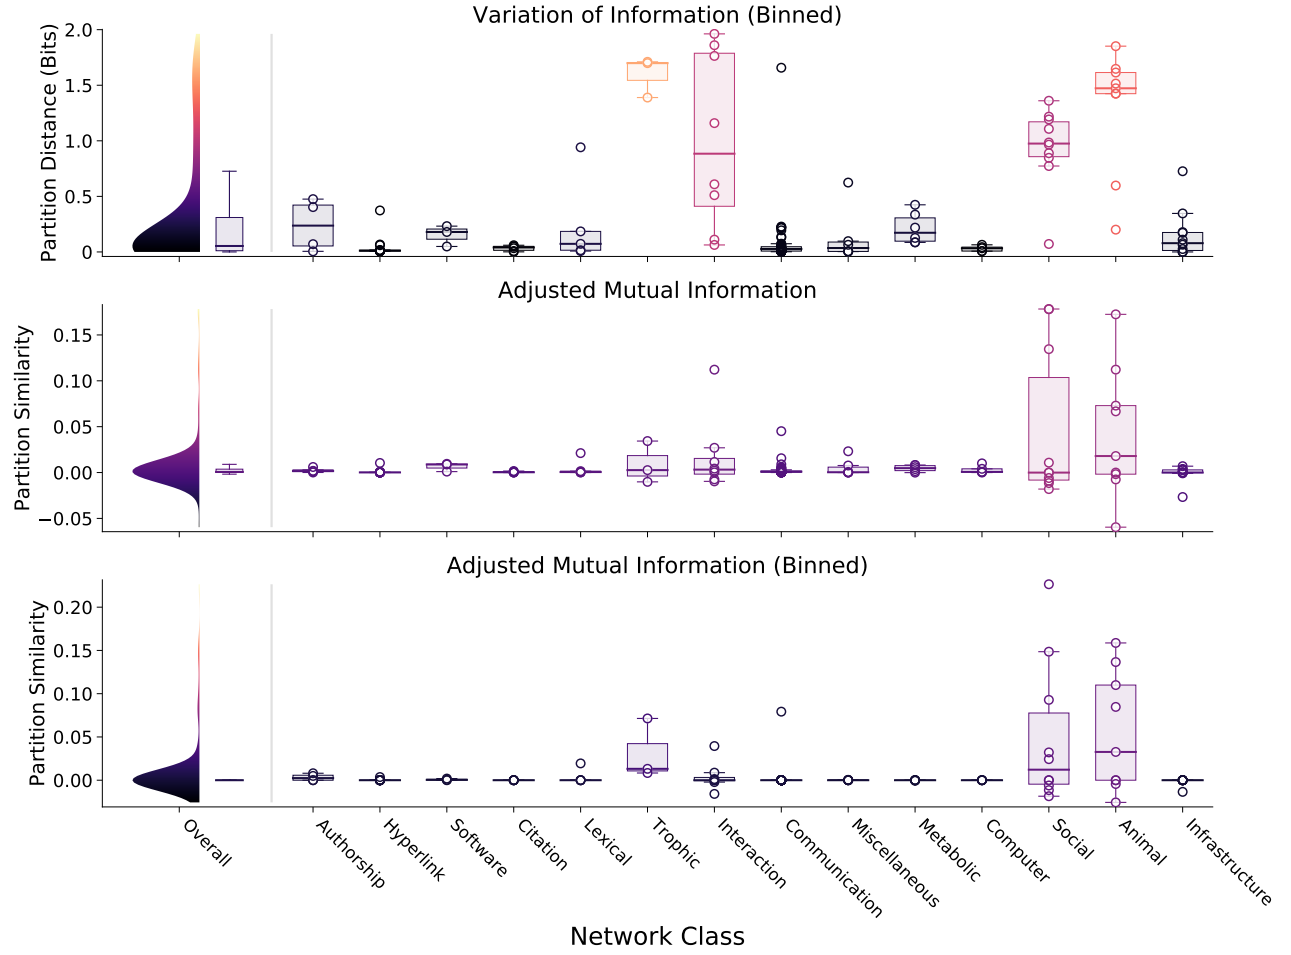 Variation of Information (Binned)
Partition Distance (Bits)
2.0
1.5
1.0
0.5
0
Adjusted Mutual Information
Partition Similarity
0.15
0.10
0.05
0.00
−0.05
Adjusted Mutual Information (Binned)
Partition Similarity
0.20
0.15
0.10
0.05
0.00
Overall
Authorship
Hyperlink
Software
Citation
Lexical
Trophic
Interaction
Communication
Miscellaneous
Metabolic
Computer
Social
Animal
Infrastructure
Network Class